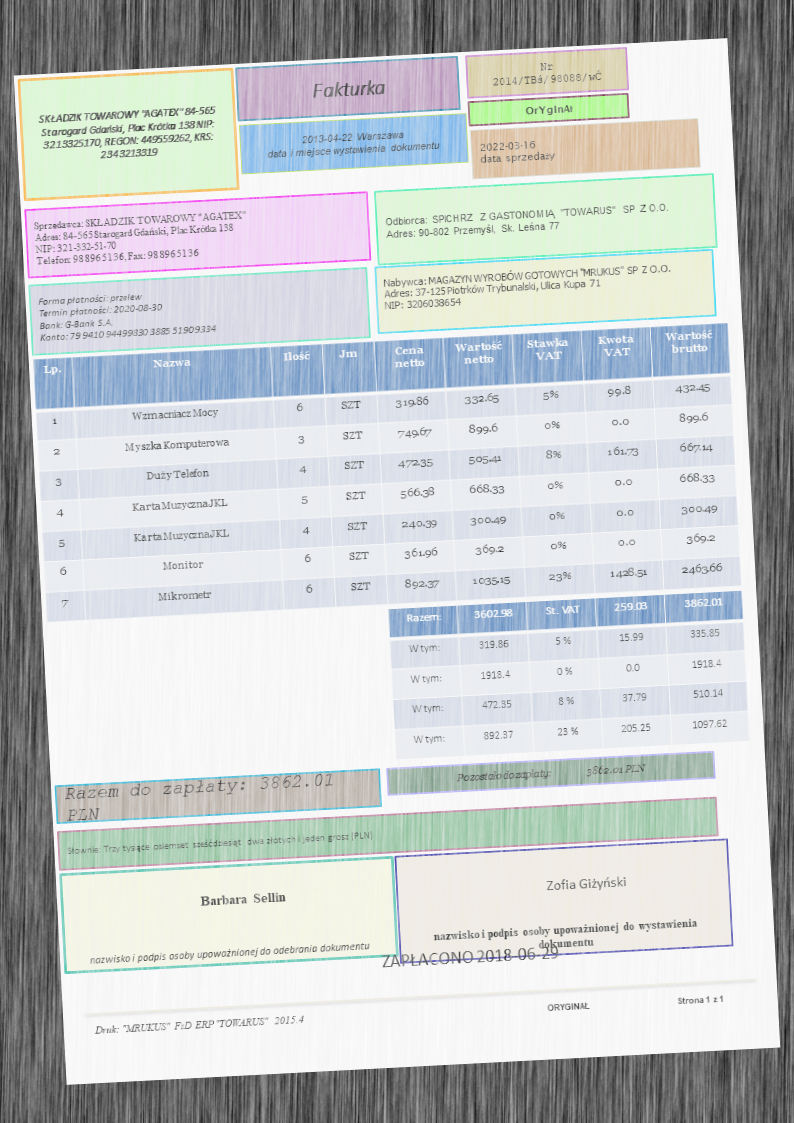 SKŁADZIK TOWAROWY "AGATEX" 84-565
Starogard Gdański, Plac Krótka 138 NIP:
3213325170, REGON: 449559262, KRS:
2343213319
Fakturka
2013-04-22 Warszawa
data i miejsce wystawienia dokumentu
Nr
2014/TBá/98088/wĆ
OrYginAł
2022-03-16
data sprzedaży
Sprzedawca: SKŁADZIK TOWAROWY "AGATEX"
Adres: 84-565 Starogard Gdański, Plac Krótka 138
NIP: 321-332-51-70
Telefon: 988965136, Fax: 988965136
Odbiorca: SPICHRZ Z GASTONOMIĄ, "TOWARUS" SP Z O.O.
Adres: 90-802 Przemyśl, Sk. Leśna 77
Forma płatności: przelew
Termin płatności: 2020-08-30
Bank: G-Bank S.A.
Konto: 79 9410 94499830 3885 51909334
Nabywca: MAGAZYN WYROBÓW GOTOWYCH "MRUKUS" SP Z O.O.
Adres: 37-125 Piotrków Trybunalski, Ulica Kupa 71
NIP: 3206038654
Lp. Nazwa Ilość Jm Cena netto Wartość netto Stawka VAT Kwota VAT Wartość brutto
1 Wzmacniacz Mocy 6 SZT 319.86 332.65 5% 99.8 432.45
2 Myszka Komputerowa 3 SZT 749.67 899.6 0% 0.0 899.6
3 Duży Telefon 4 SZT 472.35 505.41 8% 161.73 667.14
4 Karta Muzyczna JKL 5 SZT 566.38 668.33 0% 0.0 668.33
5 Karta Muzyczna JKL 4 SZT 240.39 300.49 0% 0.0 300.49
6 Monitor 6 SZT 361.96 369.2 0% 0.0 369.2
7 Mikrometr 6 SZT 892.37 1035.15 23% 1428.51 2463.66
Razem: 3602.98 St. VAT 259.03 3862.01
W tym: 319.86 5 % 15.99 335.85
W tym: 1918.4 0 % 0.0 1918.4
W tym: 472.35 8 % 37.79 510.14
W tym: 892.37 23 % 205.25 1097.62
Razem do zapłaty: 3862.01
PLN
Pozostało do zapłaty: 3862.01 PLN
Słownie: Trzy tysiące osiemset sześćdziesiąt dwa złotych i jeden grosz (PLN)
Barbara Sellin
nazwisko i podpis osoby upoważnionej do odebrania dokumentu
Zofia Giżyński
nazwisko i podpis osoby upoważnionej do wystawienia
dokumentu
ZAPŁACONO 2018-06-29
Druk: "MRUKUS" FzD ERP "TOWARUS" 2015.4
ORYGINAŁ
Strona 1 z 1